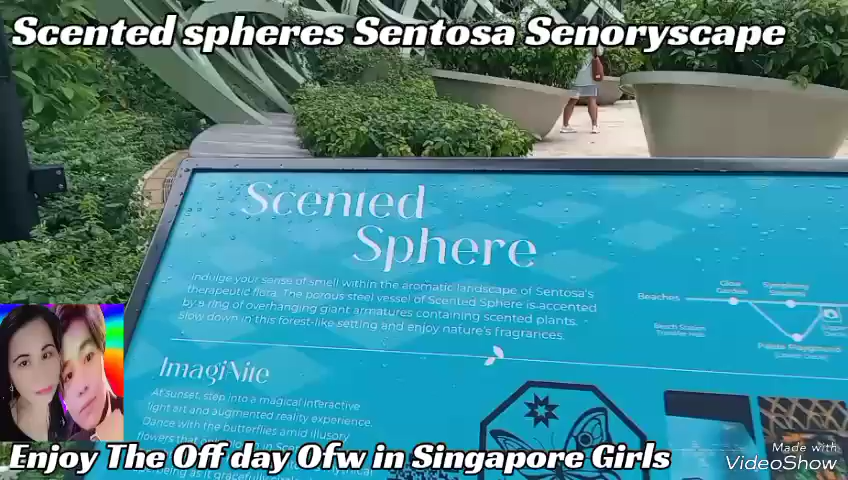 Scented spheres Sentosa Senoryscape
Scented
Sphere
Indulge your sense of smell within the aromatic landscape of Sentosa's
therapeutic flora. The porous steel vessel of Scented Sphere is accented
by a ring of overhanging giant armatures containing scented plants.
Slow down in this forest-like setting and enjoy nature's fragrances.
Beaches
Glow
Garden
Symphony
Streams
Beach Station
Transfer Hub
Palate Playground
ImagiNite
At sunset, step into a magical interactive
light art and augmented reality experience.
Dance with the butterflies amid illusory
flowers that
Enjoy The Off day Ofw in Singapore Girls
Made with
VideoShow